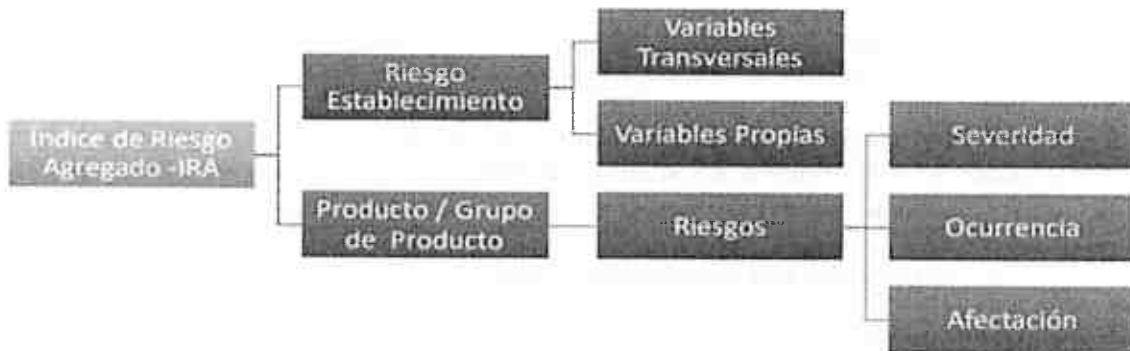 Indice de Riesgo
Agregado -IRA
Riesgo
Establecimiento
Producto / Grupo
de Producto
Variables
Transversales
Variables Propias
Riesgos
Severidad
Ocurrencia
Afectación